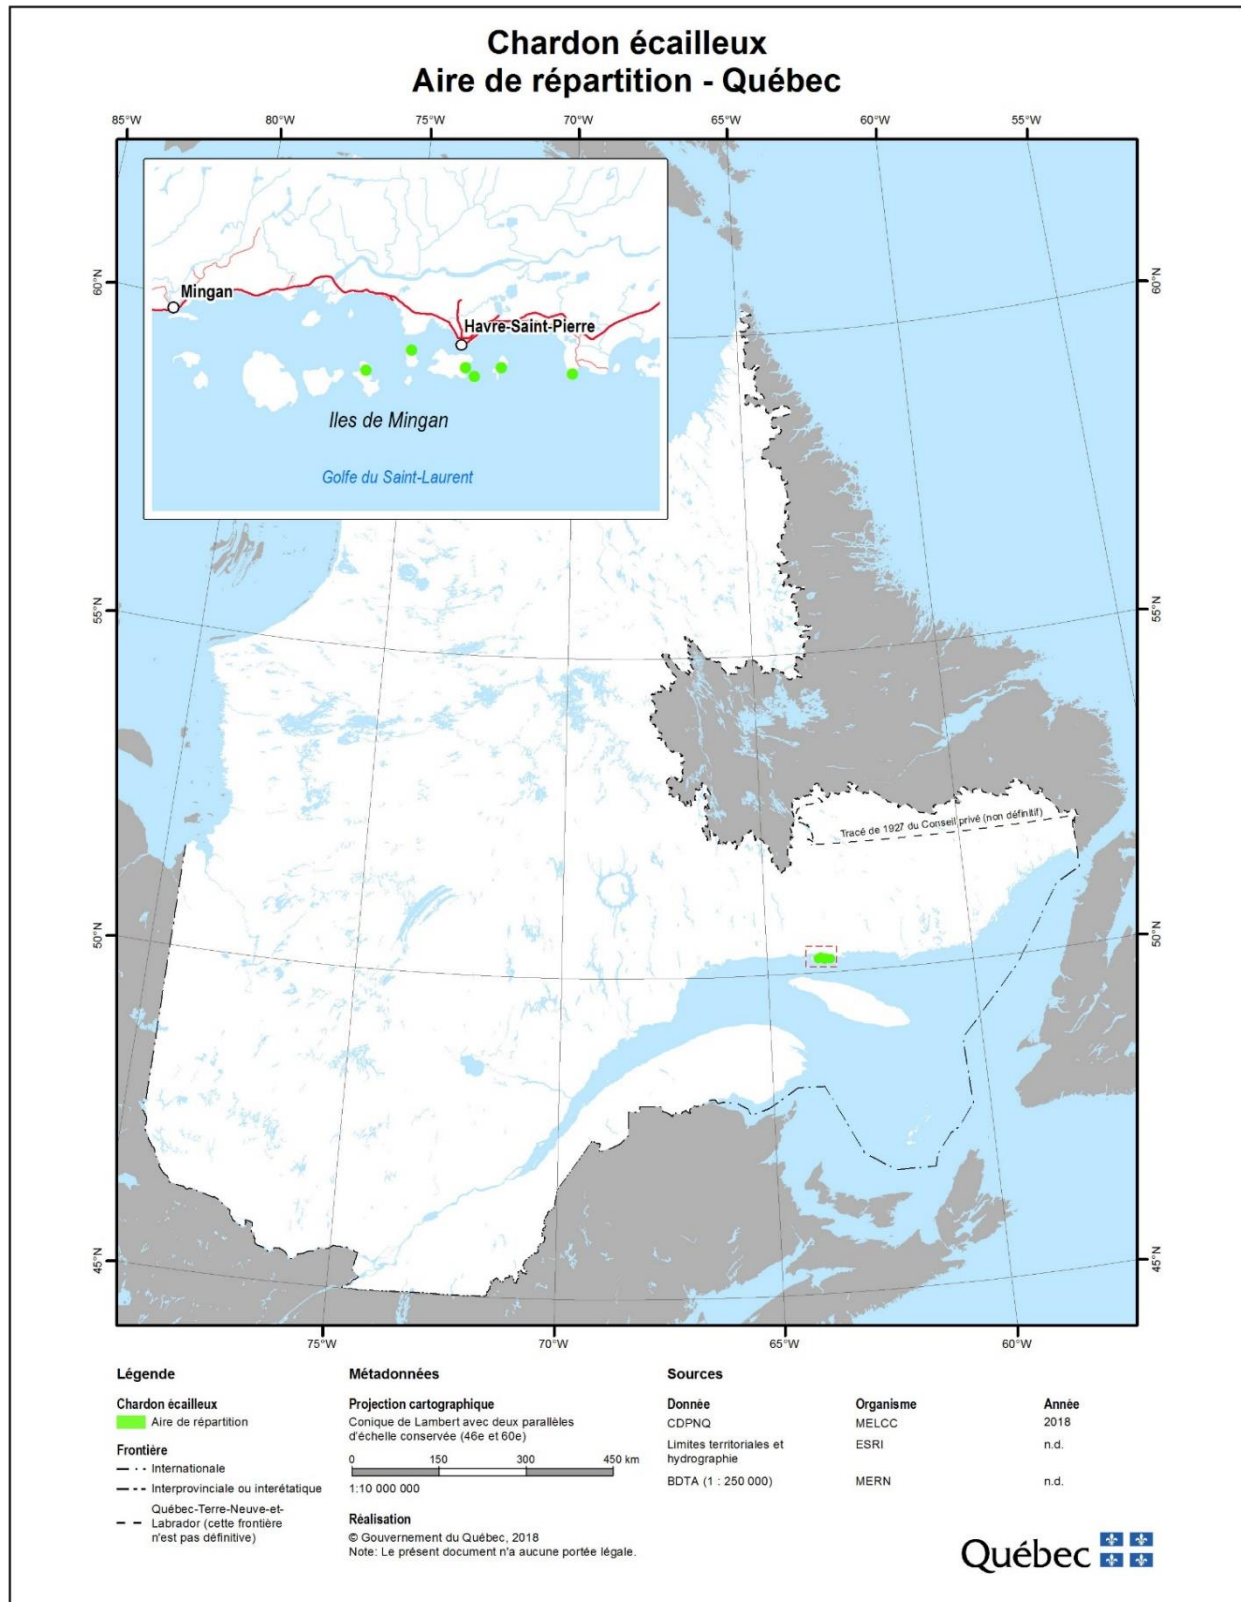 Chardon écailleux
Aire de répartition - Québec
85°W
80°W
75°W
70°W
65°W
60°W
55°W
60°N
60°N
Mingan
Havre-Saint-Pierre
Iles de Mingan
Golfe du Saint-Laurent
55°N
55°N
Tracé de 1927 du Conseil privé (non définitif)
50°N
50°N
45°N
45°N
75°W
70°W
65°W
60°W
Légende
Chardon écailleux
Aire de répartition
Frontière
Internationale
Interprovinciale ou interétatique
Québec-Terre-Neuve-et-
Labrador (cette frontière
n'est pas définitive)
Métadonnées
Projection cartographique
Conique de Lambert avec deux parallèles
d'échelle conservée (46e et 60e)
0 150 300 450 km
1:10 000 000
Réalisation
© Gouvernement du Québec, 2018
Note: Le présent document n'a aucune portée légale.
Sources
Donnée Organisme Année
CDPNQ MELCC 2018
Limites territoriales et ESRI n.d.
hydrographie
BDTA (1 : 250 000) MERN n.d.
Québec